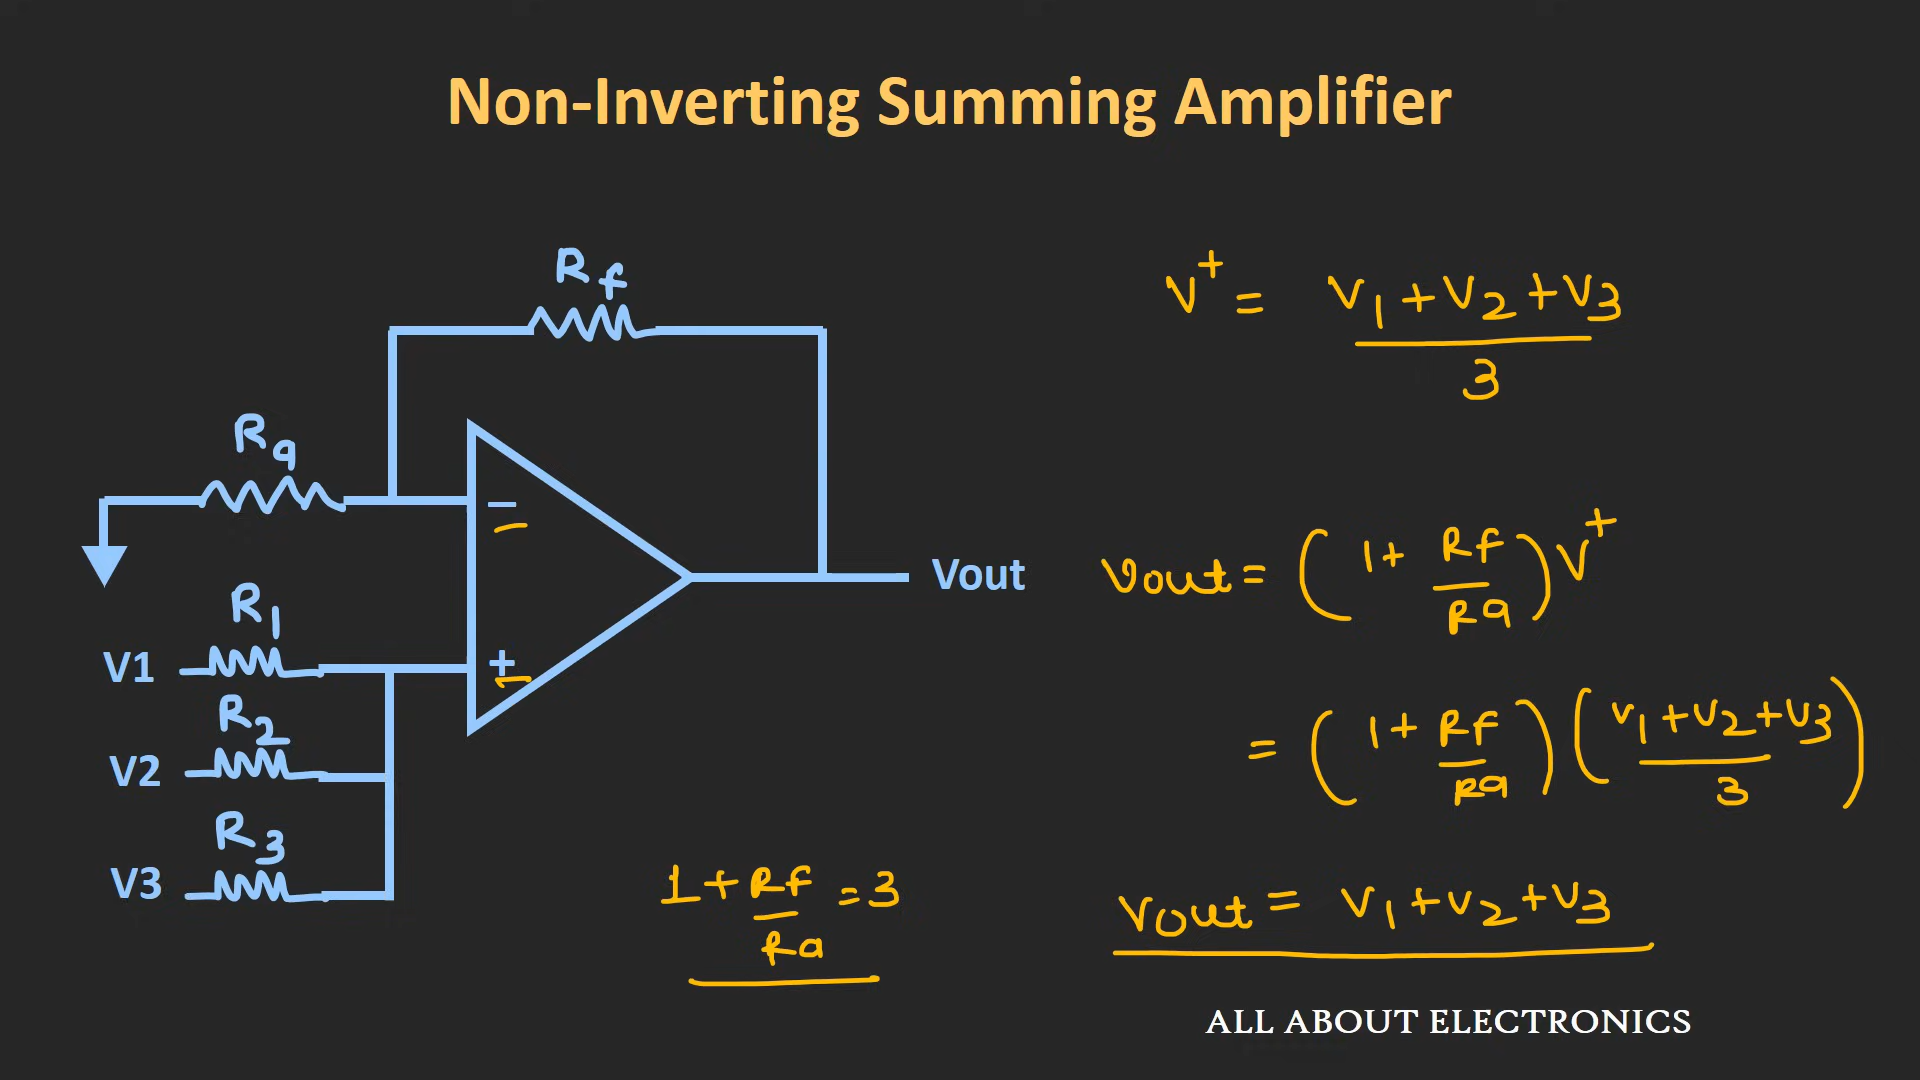 Non-Inverting Summing Amplifier
Rf
Ra
−
+
Vout
R1
V1
R2
V2
R3
V3
V+ = V1+V2+V3
3
Vout = (1+ Rf/Ra) V+
= (1+ Rf/Ra) (V1+V2+V3/3)
1+Rf/Ra = 3
Vout = V1+V2+V3
ALL ABOUT ELECTRONICS